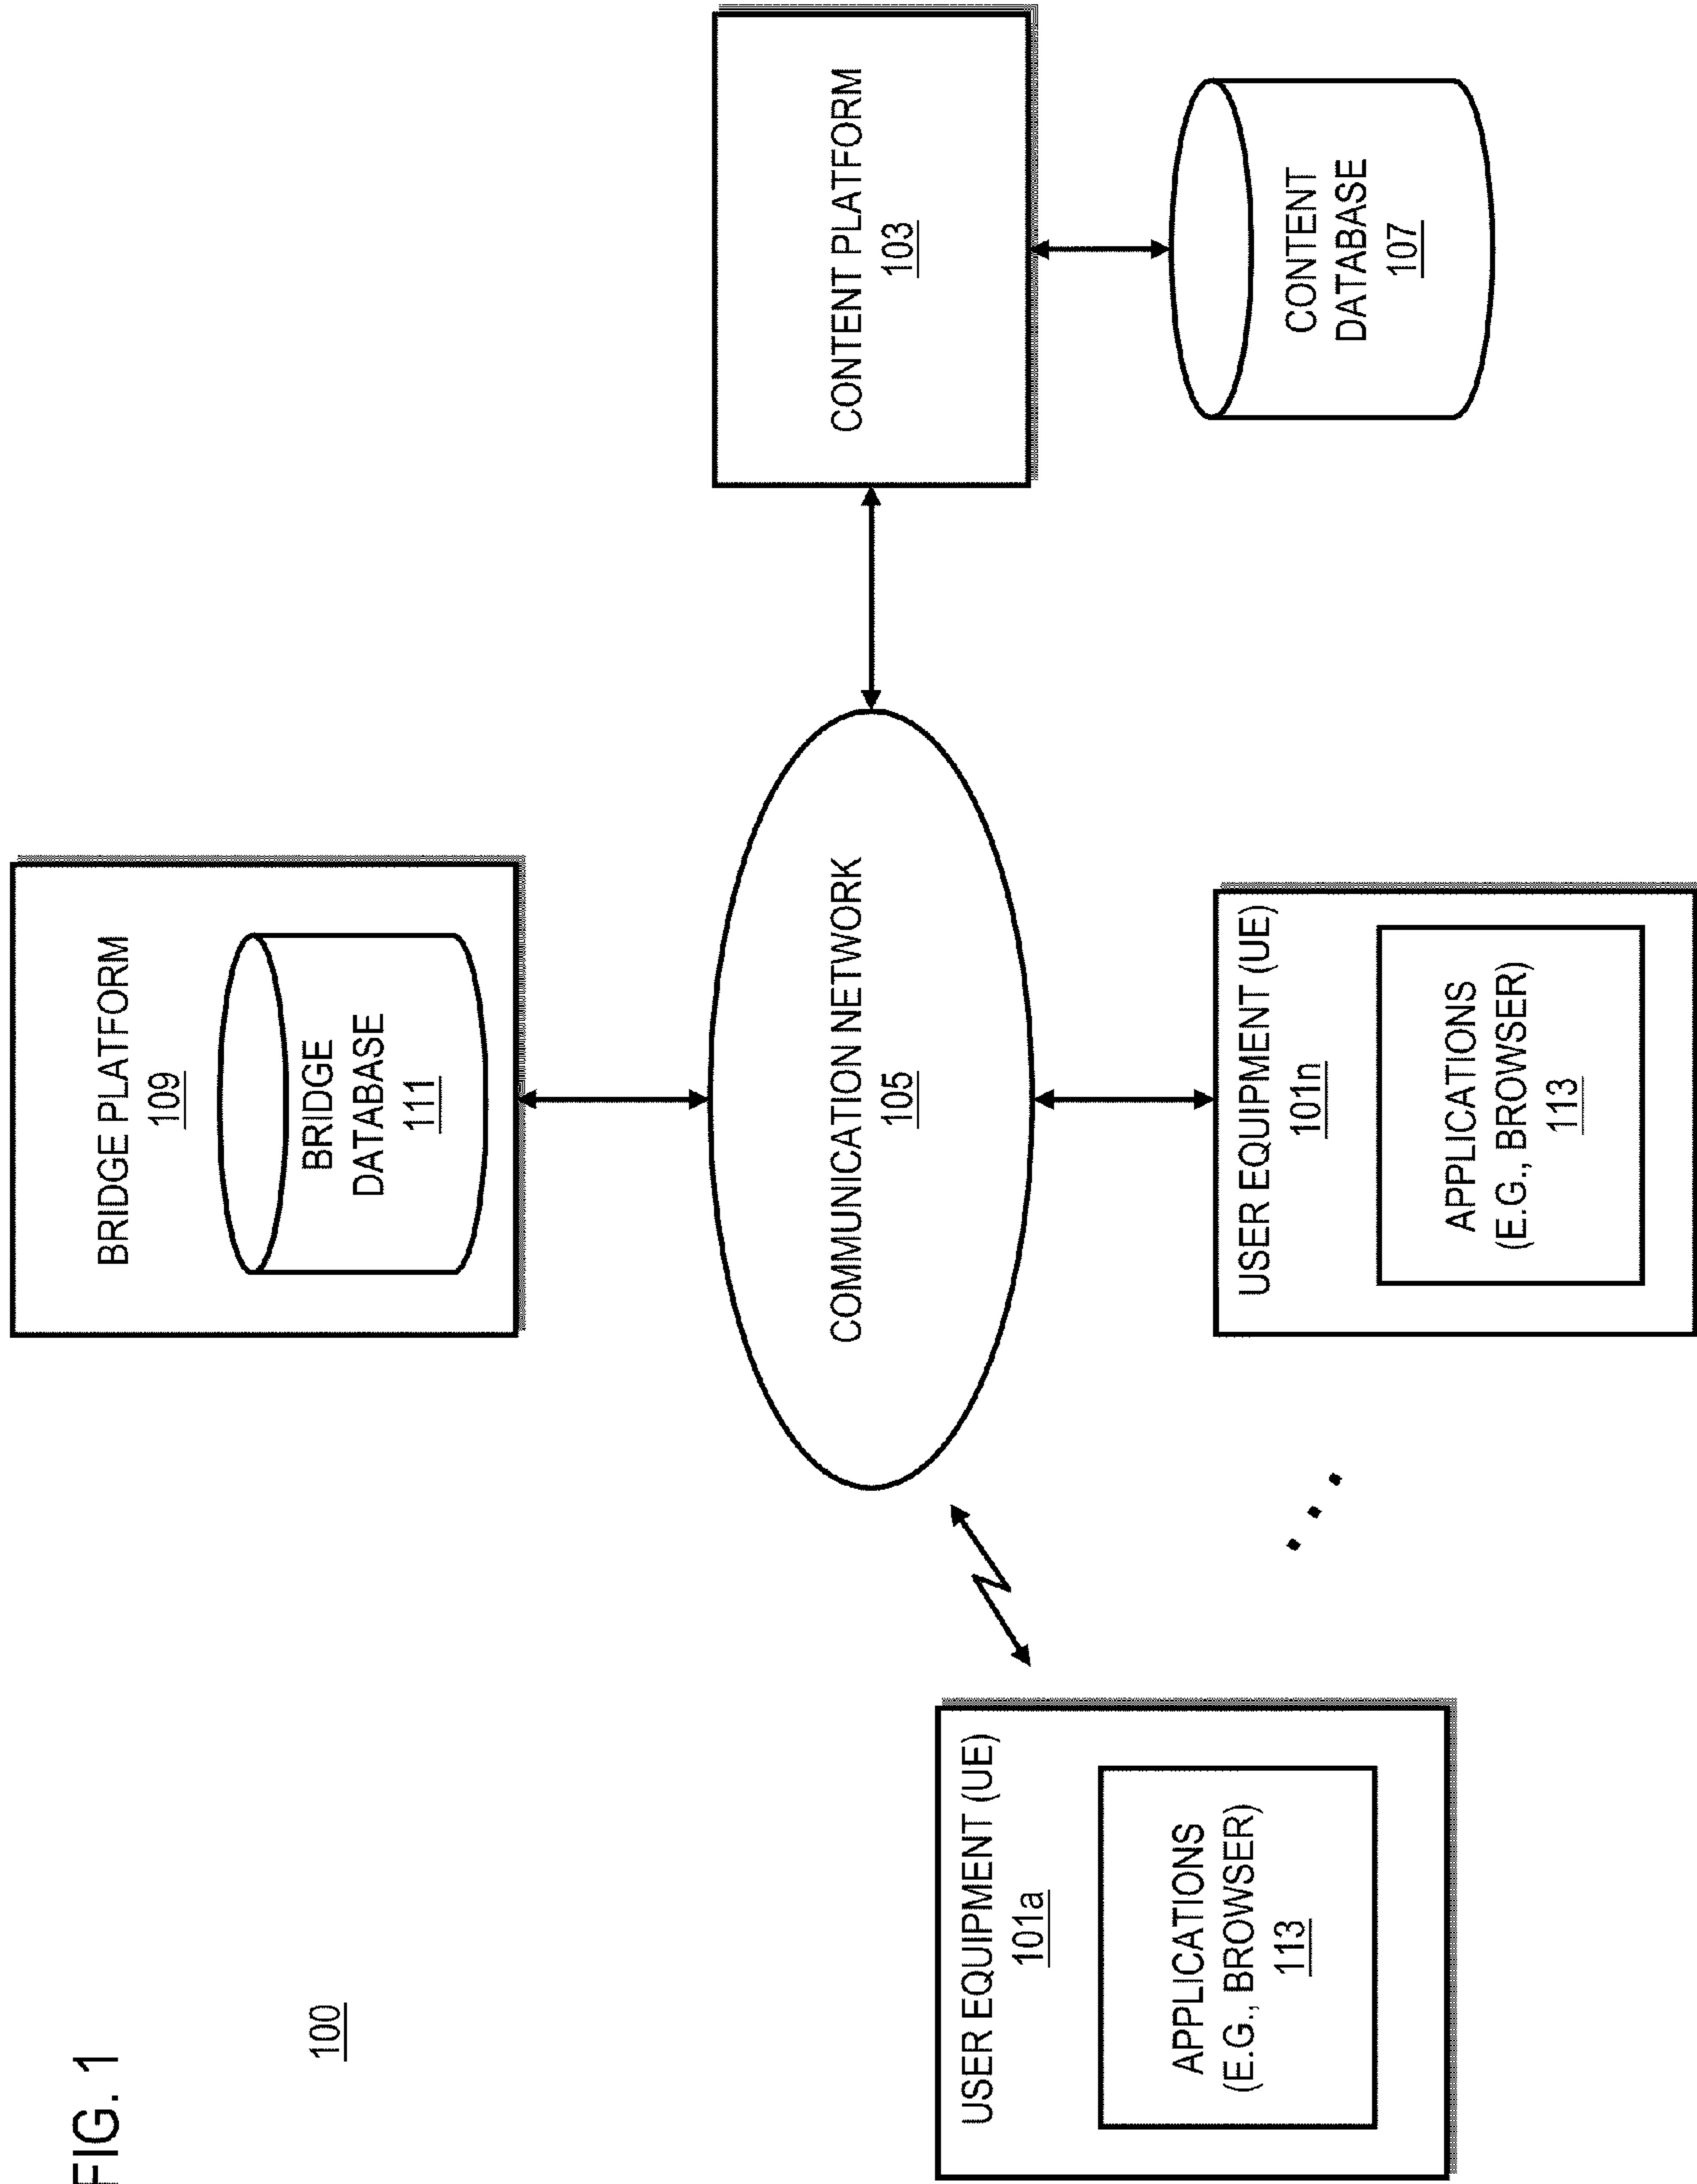 FIG. 1
100
BRIDGE PLATFORM
109
BRIDGE
DATABASE
111
COMMUNICATION NETWORK
105
CONTENT PLATFORM
103
CONTENT
DATABASE
107
USER EQUIPMENT (UE)
101a
APPLICATIONS
(E.G., BROWSER)
113
. . .
USER EQUIPMENT (UE)
101n
APPLICATIONS
(E.G., BROWSER)
113